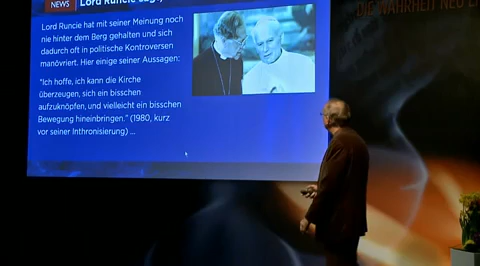 DIE WAHRHEIT NEU
NEWS
Lord Runcie
Lord Runcie hat mit seiner Meinung noch
nie hinter dem Berg gehalten und sich
dadurch oft in politische Kontroversen
manövriert. Hier einige seiner Aussagen:
“Ich hoffe, ich kann die Kirche
überzeugen, sich ein bisschen
aufzuknöpfen, und vielleicht ein bisschen
Bewegung hineinbringen.” (1980, kurz
vor seiner Inthronisierung) ...